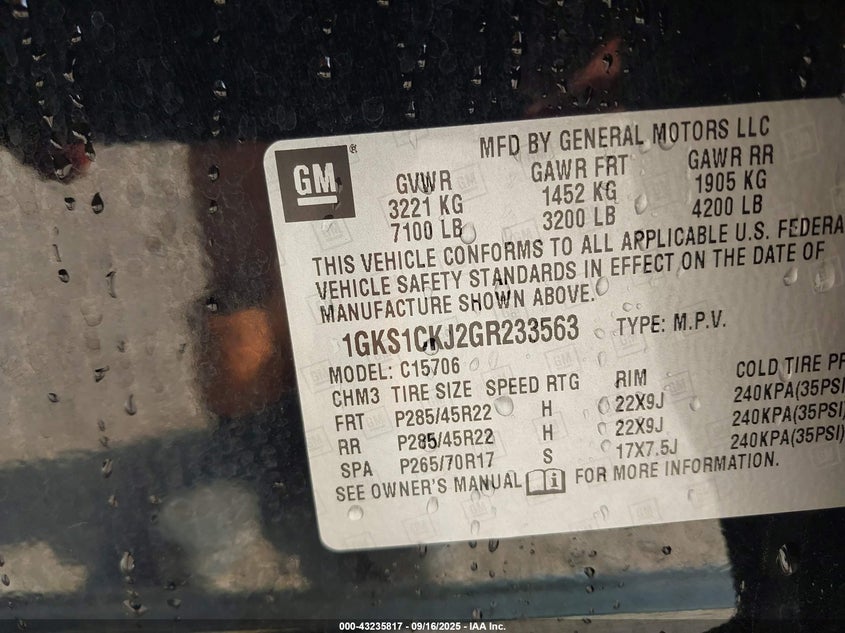 MFD BY GENERAL MOTORS LLC
GM ®
GVWR GAWR FRT GAWR RR
3221 KG 1452 KG 1905 KG
7100 LB 3200 LB 4200 LB
THIS VEHICLE CONFORMS TO ALL APPLICABLE U.S. FEDERA
VEHICLE SAFETY STANDARDS IN EFFECT ON THE DATE OF
MANUFACTURE SHOWN ABOVE.
1GKS1CKJ2GR233563 TYPE: M.P.V.
MODEL: C15706
CHM3 TIRE SIZE SPEED RTG RIM COLD TIRE PR
FRT P285/45R22 H 22X9J 240KPA(35PSI)
RR P285/45R22 H 22X9J 240KPA(35PSI)
SPA P265/70R17 S 17X7.5J 240KPA(35PSI)
SEE OWNER'S MANUAL i FOR MORE INFORMATION.
000-43235817 - 09/16/2025 - IAA Inc.